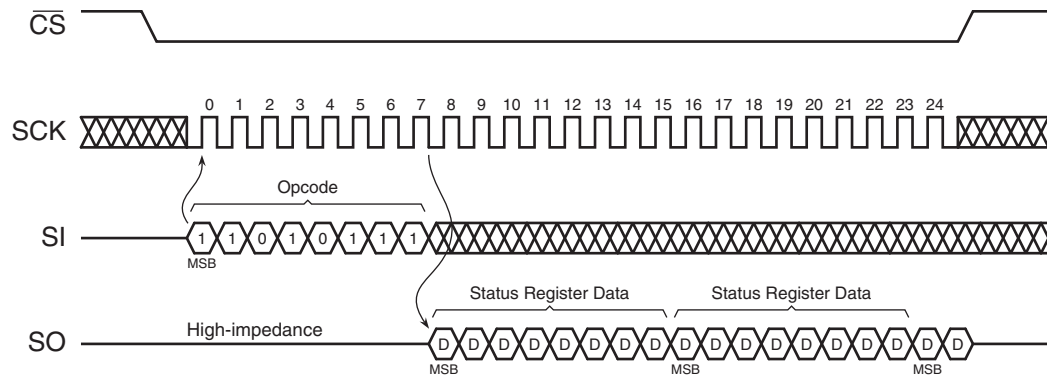 CS
0 1 2 3 4 5 6 7 8 9 10 11 12 13 14 15 16 17 18 19 20 21 22 23 24
SCK
Opcode
SI 1 1 0 1 0 1 1 1
MSB
Status Register Data Status Register Data
High-impedance
SO D D D D D D D D D D D D D D D D D D
MSB MSB MSB